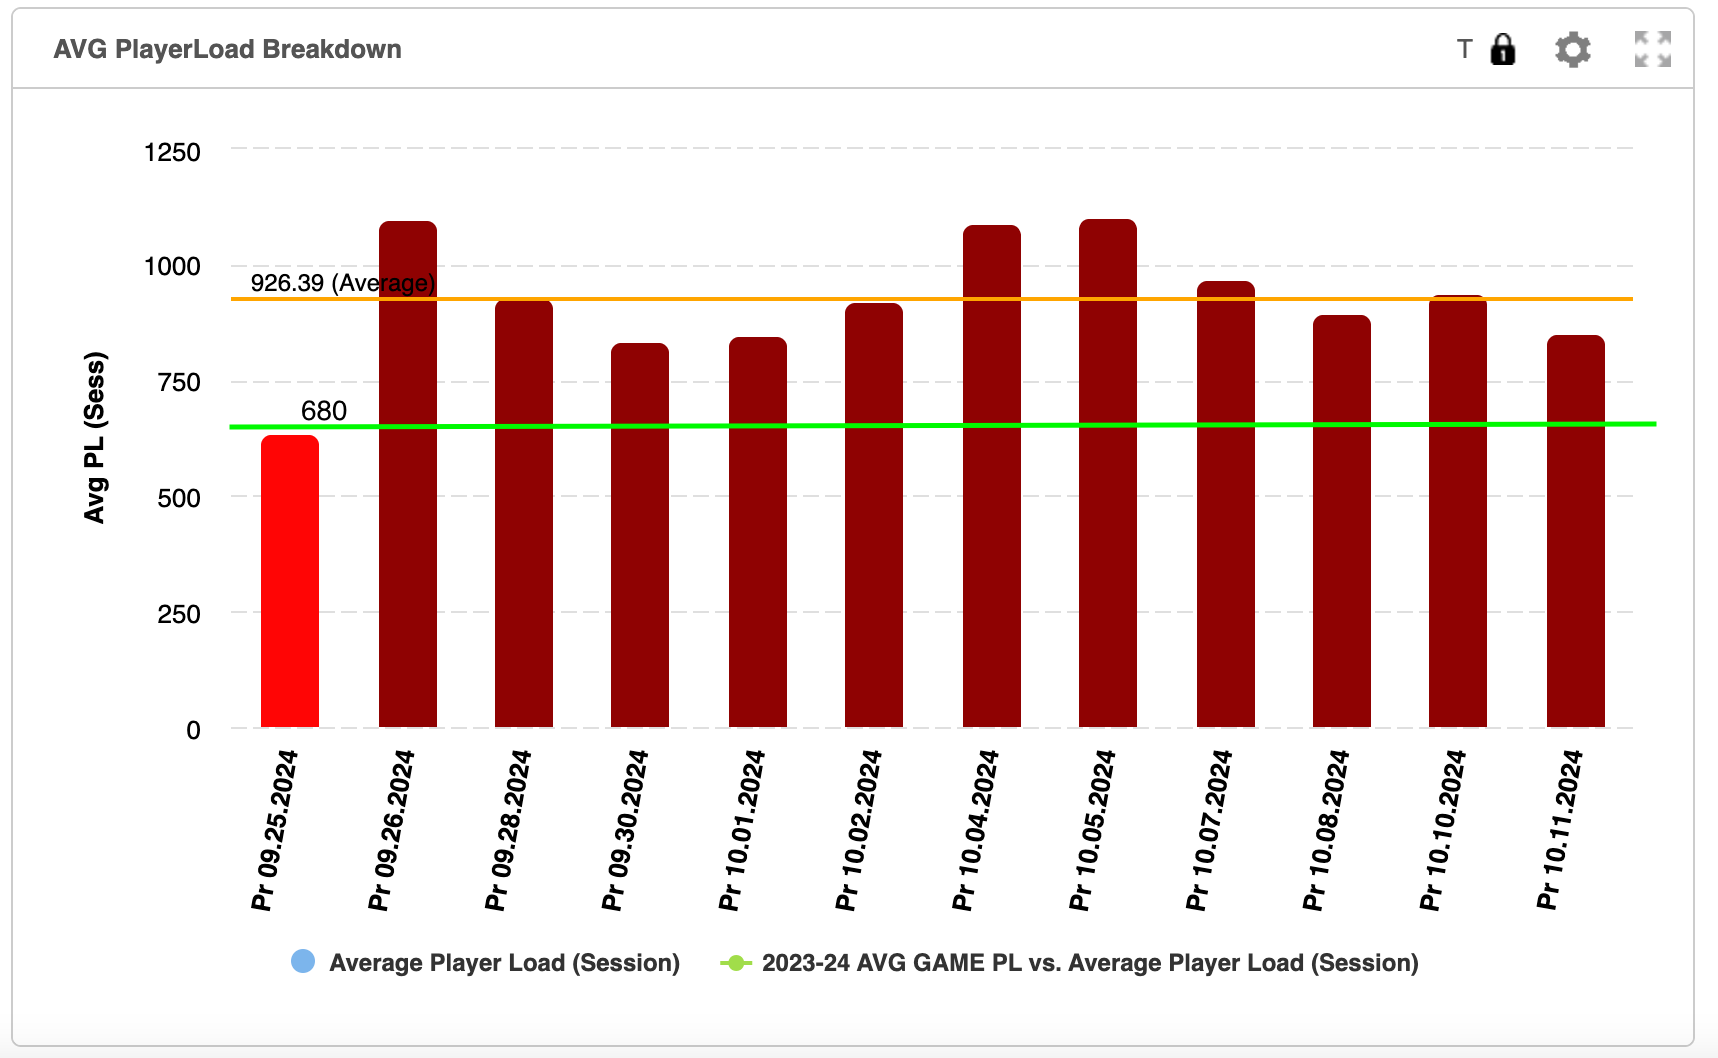 AVG PlayerLoad Breakdown
T
1
1250
1000
926.39 (Average)
750
680
500
250
0
Avg PL (Sess)
Pr 09.25.2024
Pr 09.26.2024
Pr 09.28.2024
Pr 09.30.2024
Pr 10.01.2024
Pr 10.02.2024
Pr 10.04.2024
Pr 10.05.2024
Pr 10.07.2024
Pr 10.08.2024
Pr 10.10.2024
Pr 10.11.2024
Average Player Load (Session)
2023-24 AVG GAME PL vs. Average Player Load (Session)